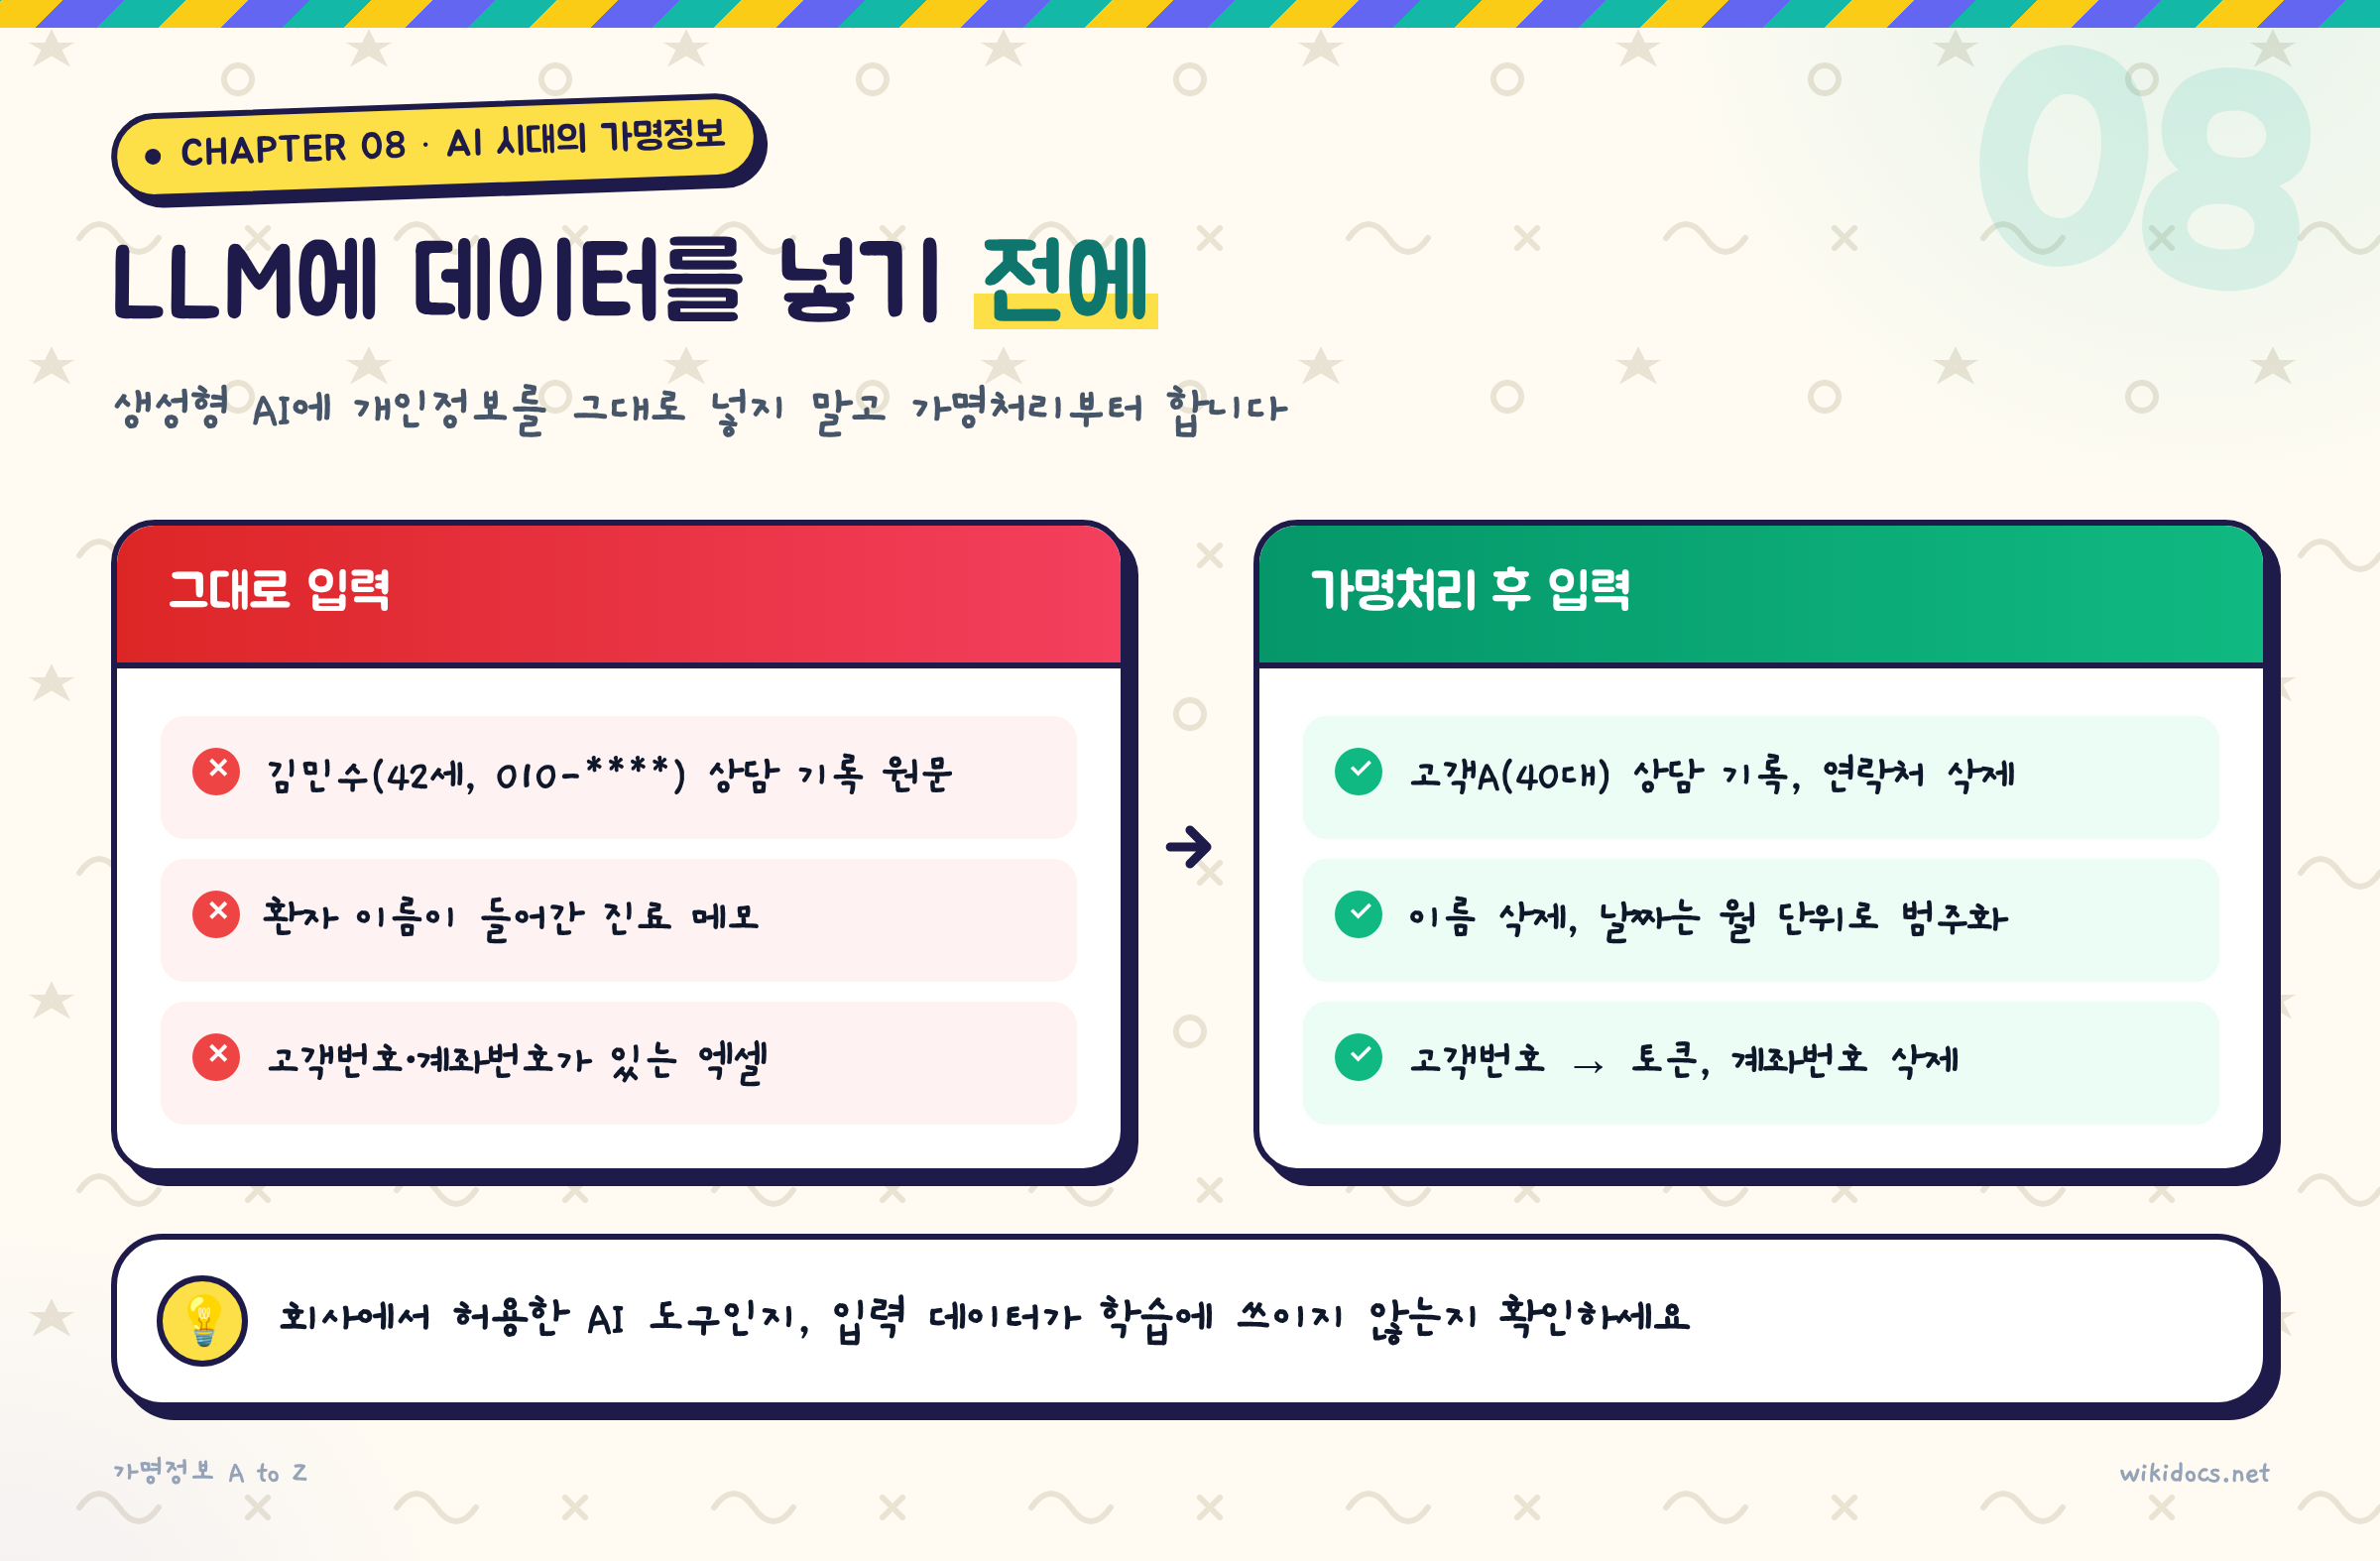 08
• CHAPTER 08 · AI 시대의 가명정보
LLM에 데이터를 넣기 전에
생성형 AI에 개인정보를 그대로 넣지 말고 가명처리부터 합니다
그대로 입력
김민수(42세, 010-****) 상담 기록 원문
환자 이름이 들어간 진료 메모
고객번호·계좌번호가 있는 엑셀
→
가명처리 후 입력
고객A(40대) 상담 기록, 연락처 삭제
이름 삭제, 날짜는 월 단위로 범주화
고객번호 → 토큰, 계좌번호 삭제
회사에서 허용한 AI 도구인지, 입력 데이터가 학습에 쓰이지 않는지 확인하세요
가명정보 A to Z
wikidocs.net